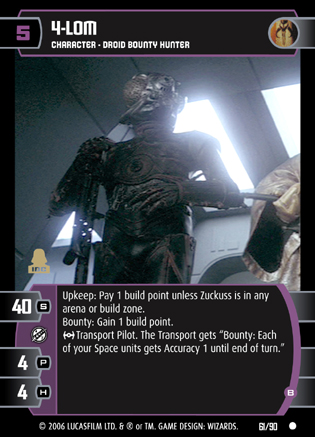 5
4-LOM
CHARACTER • DROID BOUNTY HUNTER
IDG
40 S
Upkeep: Pay 1 build point unless Zuckuss is in any
arena or build zone.
Bounty: Gain 1 build point.
Transport Pilot. The Transport gets "Bounty: Each
of your Space units gets Accuracy 1 until end of turn."
4 P
4 H
B
© 2006 LUCASFILM LTD. & ® or TM. GAME DESIGN: WIZARDS.
61/90